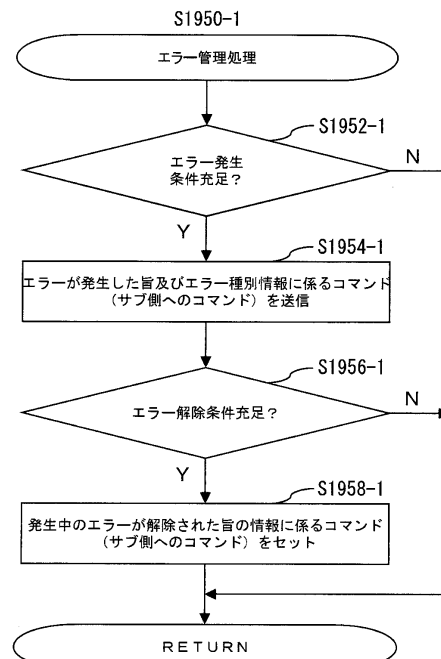 S1950-1
エラー管理処理
S1952-1
エラー発生
条件充足?
N
Y
S1954-1
エラーが発生した旨及びエラー種別情報に係るコマンド
(サブ側へのコマンド)を送信
S1956-1
エラー解除条件充足?
N
Y
S1958-1
発生中のエラーが解除された旨の情報に係るコマンド
(サブ側へのコマンド)をセット
RETURN